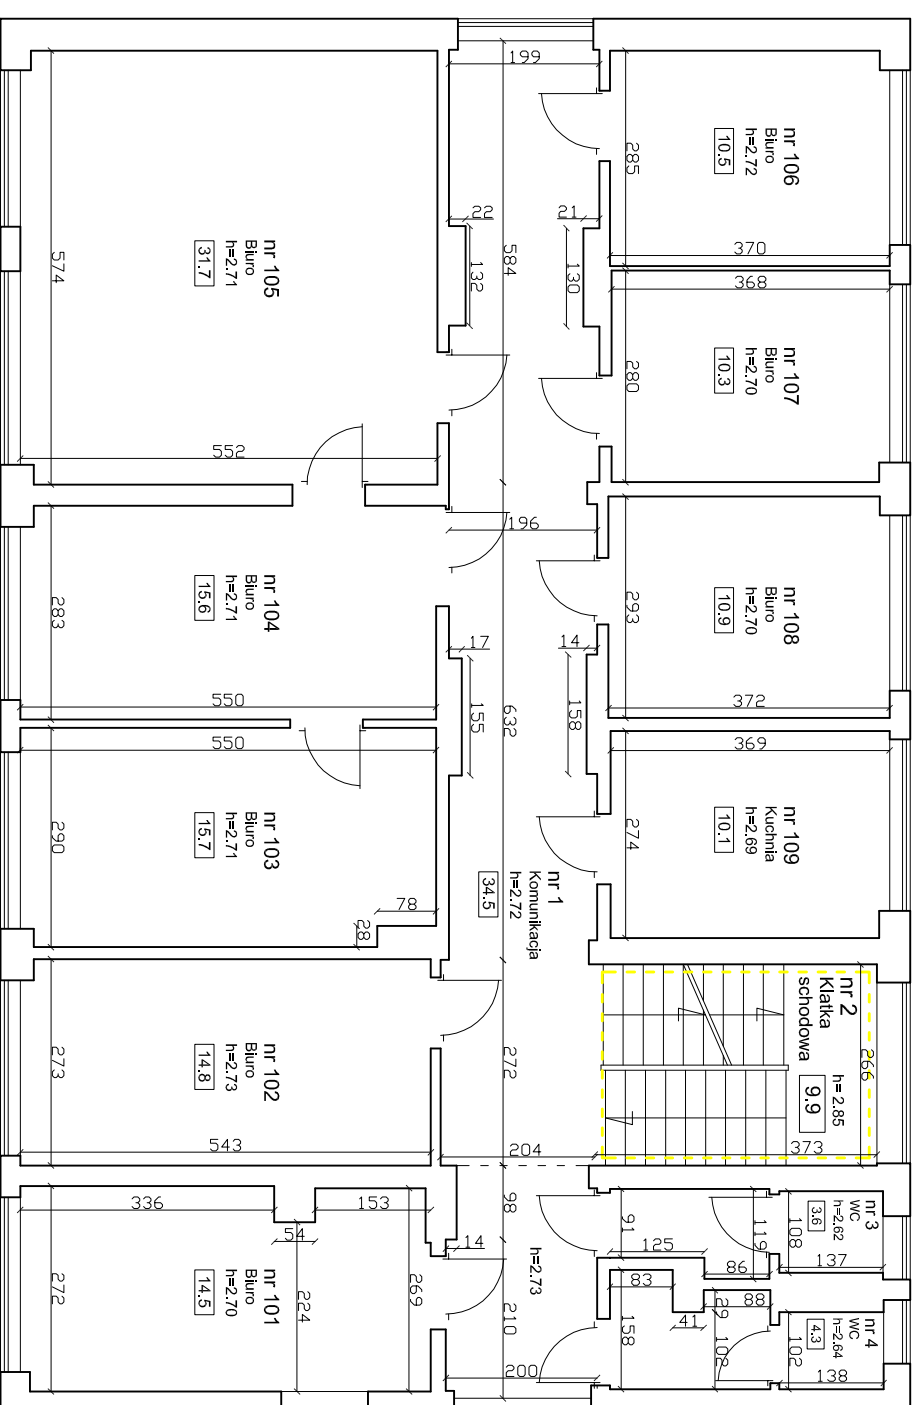 199
nr 106
Biuro
h=2.72
10.5
285
370
22
132
21
130
584
nr 105
Biuro
h=2.71
31.7
574
552
368
nr 107
Biuro
h=2.70
10.3
280
196
nr 108
Biuro
h=2.70
10.9
293
372
nr 104
Biuro
h=2.71
15.6
283
550
17
155
14
158
632
550
nr 103
Biuro
h=2.71
15.7
290
78
28
369
nr 109
Kuchnia
h=2.69
10.1
274
nr 1
Komunikacja
h=2.72
34.5
nr 2
Klatka
schodowa
h= 2.85
9.9
266
373
nr 102
Biuro
h=2.73
14.8
273
543
272
204
98
14
h=2.73
210
200
336
153
54
224
269
nr 101
Biuro
h=2.70
14.5
272
91
125
119
86
108
137
nr 3
WC
h=2.62
3.6
83
158
41
29
88
102
102
138
nr 4
WC
h=2.64
4.3